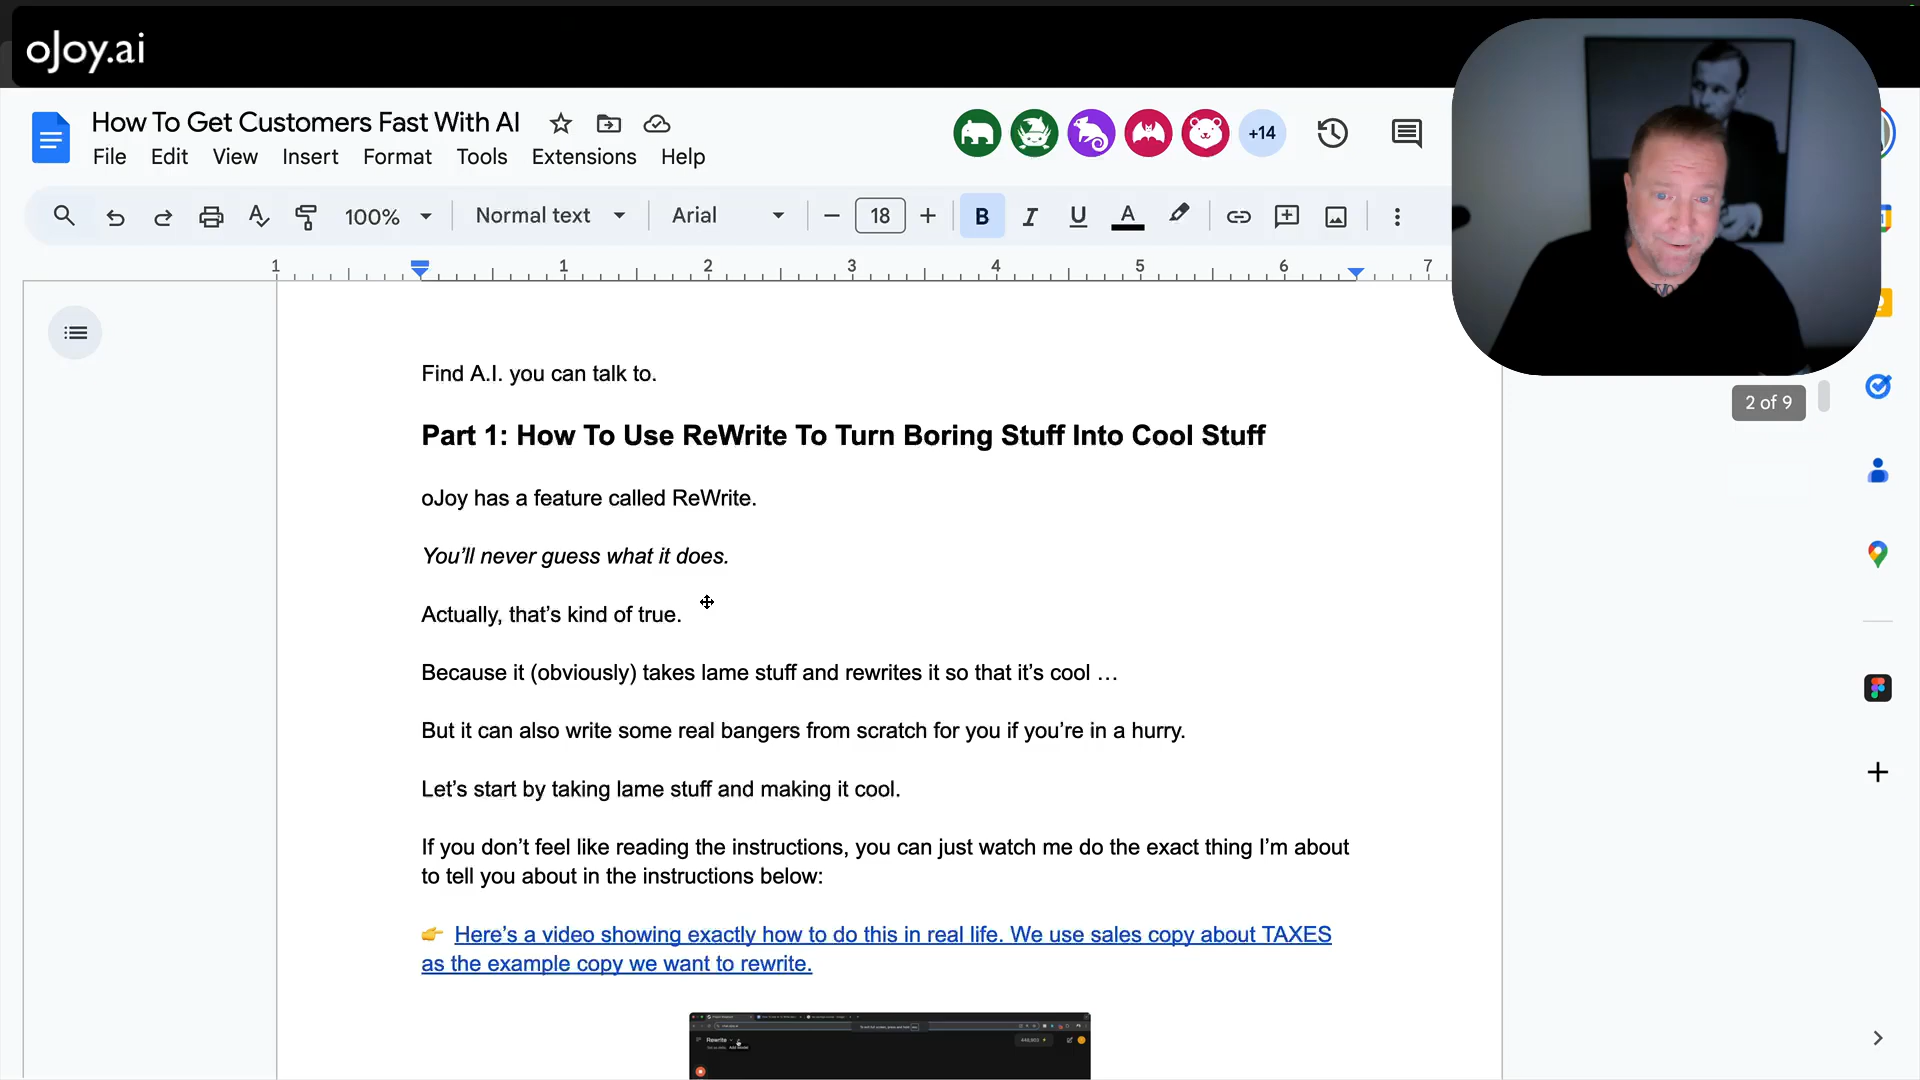 oJoy.ai
How To Get Customers Fast With AI
File Edit View Insert Format Tools Extensions Help
+14
100% Normal text Arial 18 B I U A
1 1 2 3 4 5 6 7
2 of 9
Find A.I. you can talk to.
Part 1: How To Use ReWrite To Turn Boring Stuff Into Cool Stuff
oJoy has a feature called ReWrite.
You’ll never guess what it does.
Actually, that’s kind of true.
Because it (obviously) takes lame stuff and rewrites it so that it’s cool …
But it can also write some real bangers from scratch for you if you’re in a hurry.
Let’s start by taking lame stuff and making it cool.
If you don’t feel like reading the instructions, you can just watch me do the exact thing I’m about
to tell you about in the instructions below:
👉 Here’s a video showing exactly how to do this in real life. We use sales copy about TAXES
as the example copy we want to rewrite.
Rewrite